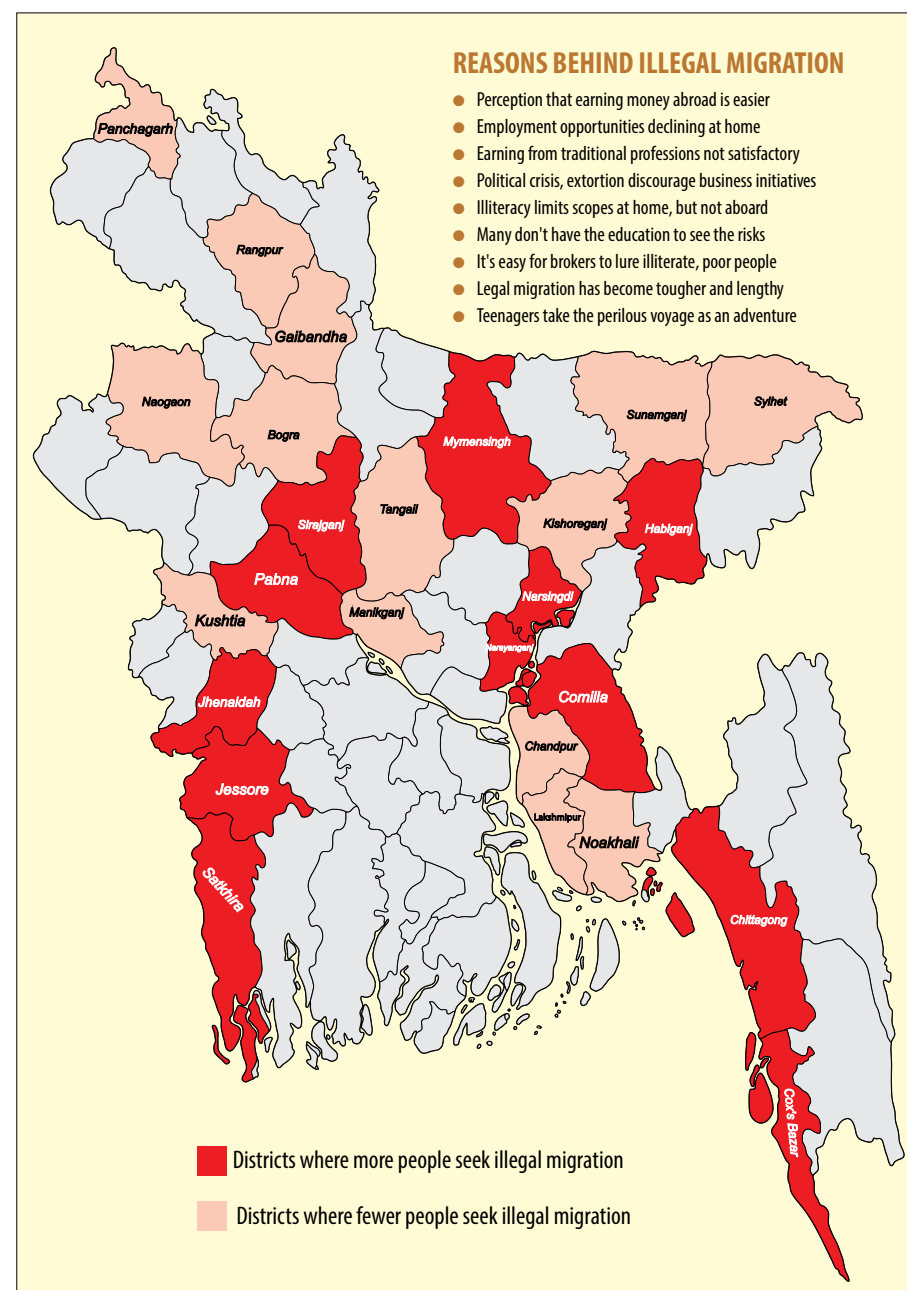 REASONS BEHIND ILLEGAL MIGRATION
Perception that earning money abroad is easier
Employment opportunities declining at home
Earning from traditional professions not satisfactory
Political crisis, extortion discourage business initiatives
Illiteracy limits scopes at home, but not aboard
Many don't have the education to see the risks
It's easy for brokers to lure illiterate, poor people
Legal migration has become tougher and lengthy
Teenagers take the perilous voyage as an adventure
Panchagarh
Rangpur
Gaibandha
Naogaon
Bogra
Mymensingh
Sunamganj
Sylhet
Sirajganj
Tangail
Kishoreganj
Habiganj
Pabna
Narsingdi
Manikganj
Kushtia
Narayanganj
Jhenaidah
Comilla
Chandpur
Jessore
Lakshmipur
Noakhali
Satkhira
Chittagong
Cox's Bazar
Districts where more people seek illegal migration
Districts where fewer people seek illegal migration